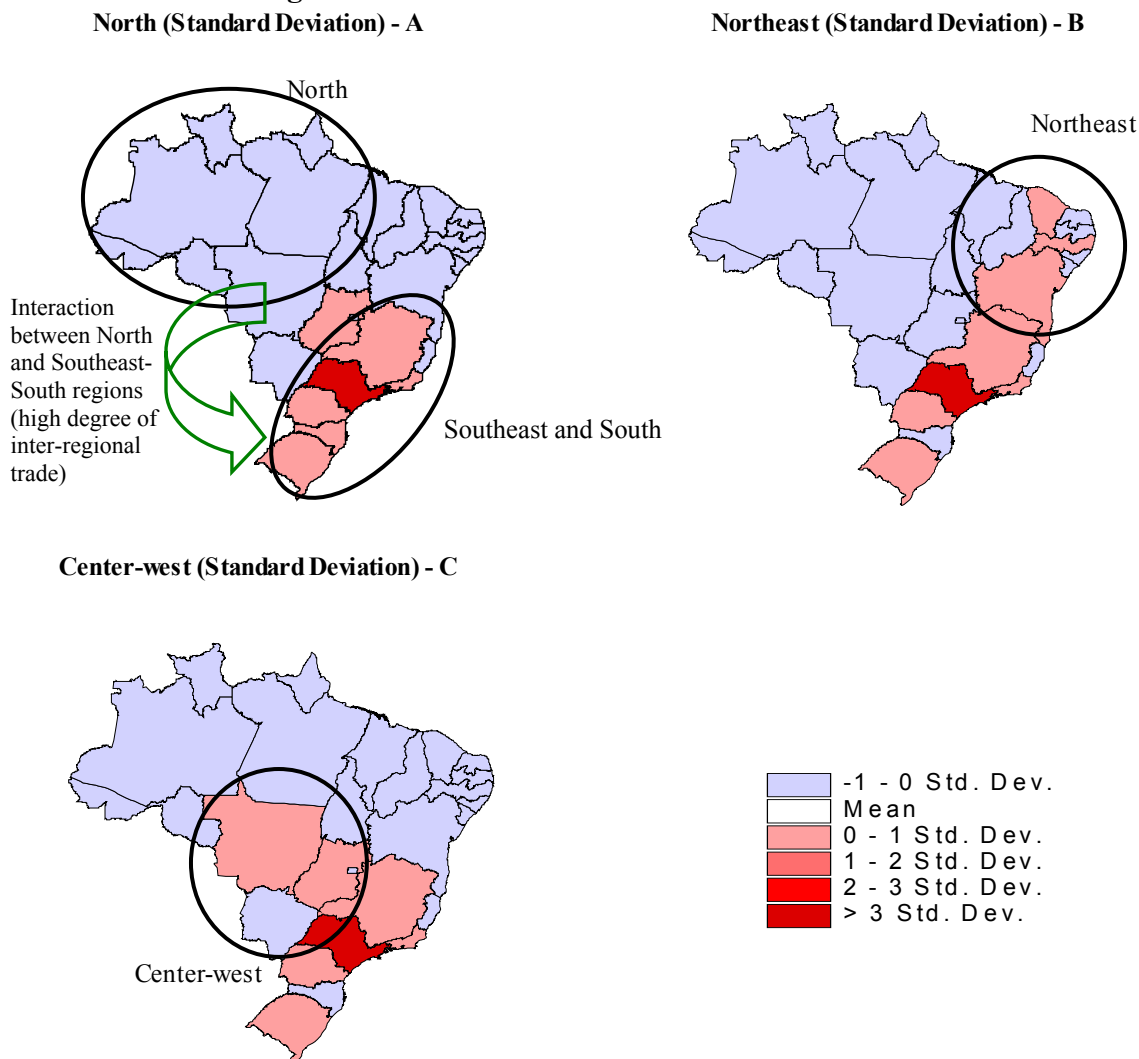 North (Standard Deviation) - A
North
Interaction
between North
and Southeast-
South regions
(high degree of
inter-regional
trade)
Southeast and South
Northeast (Standard Deviation) - B
Northeast
Center-west (Standard Deviation) - C
Center-west
-1 - 0 Std. Dev.
Mean
0 - 1 Std. Dev.
1 - 2 Std. Dev.
2 - 3 Std. Dev.
> 3 Std. Dev.